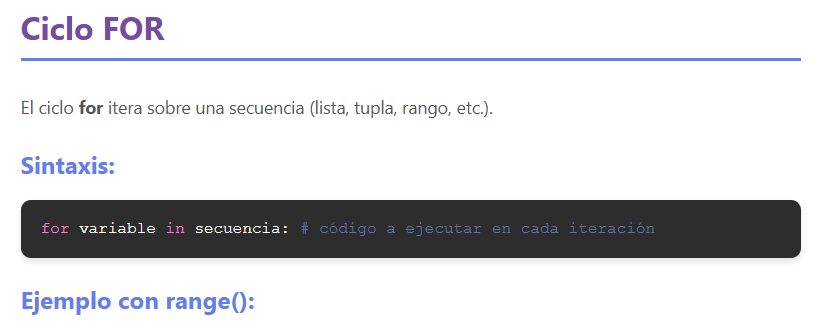 Ciclo FOR
El ciclo for itera sobre una secuencia (lista, tupla, rango, etc.).
Sintaxis:
for variable in secuencia: # código a ejecutar en cada iteración
Ejemplo con range():